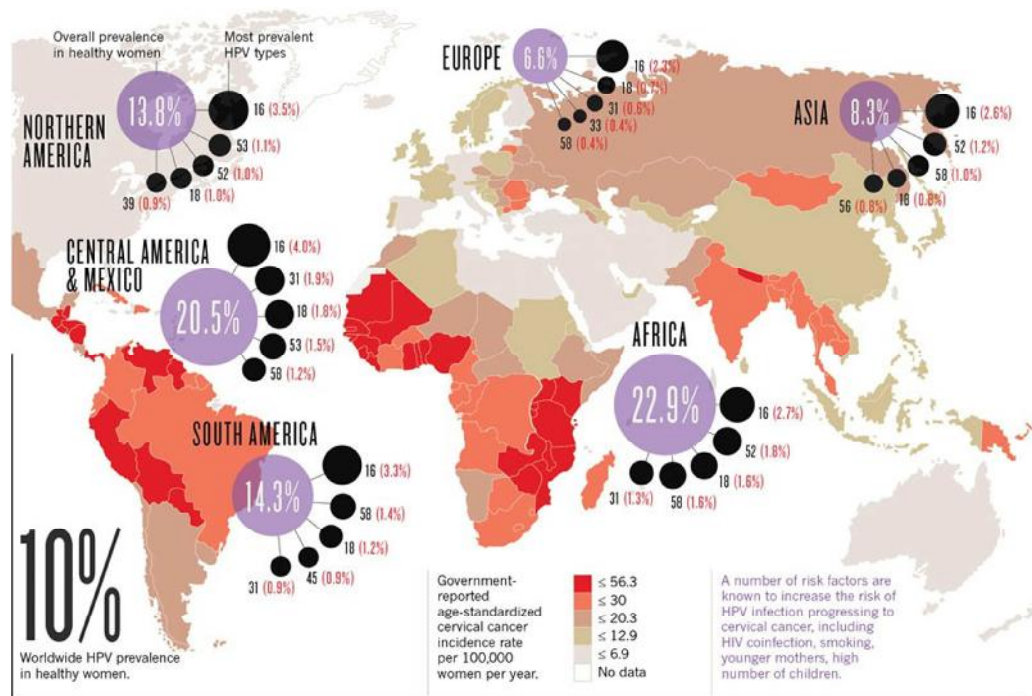 Overall prevalence
in healthy women
Most prevalent
HPV types
NORTHERN
AMERICA
13.8%
16 (3.5%)
53 (1.1%)
52 (1.0%)
18 (1.0%)
39 (0.9%)
EUROPE
6.6%
16 (2.3%)
18 (0.7%)
31 (0.6%)
33 (0.4%)
58 (0.4%)
ASIA
8.3%
16 (2.6%)
52 (1.2%)
58 (1.0%)
18 (0.8%)
56 (0.8%)
CENTRAL AMERICA
& MEXICO
20.5%
16 (4.0%)
31 (1.9%)
18 (1.8%)
53 (1.5%)
58 (1.2%)
AFRICA
22.9%
16 (2.7%)
52 (1.8%)
18 (1.6%)
58 (1.6%)
31 (1.3%)
SOUTH AMERICA
14.3%
16 (3.3%)
58 (1.4%)
18 (1.2%)
45 (0.9%)
31 (0.9%)
10%
Worldwide HPV prevalence
in healthy women.
Government-
reported
age-standardized
cervical cancer
incidence rate
per 100,000
women per year.
≤ 56.3
≤ 30
≤ 20.3
≤ 12.9
≤ 6.9
No data
A number of risk factors are
known to increase the risk of
HPV infection progressing to
cervical cancer, including
HIV coinfection, smoking,
younger mothers, high
number of children.